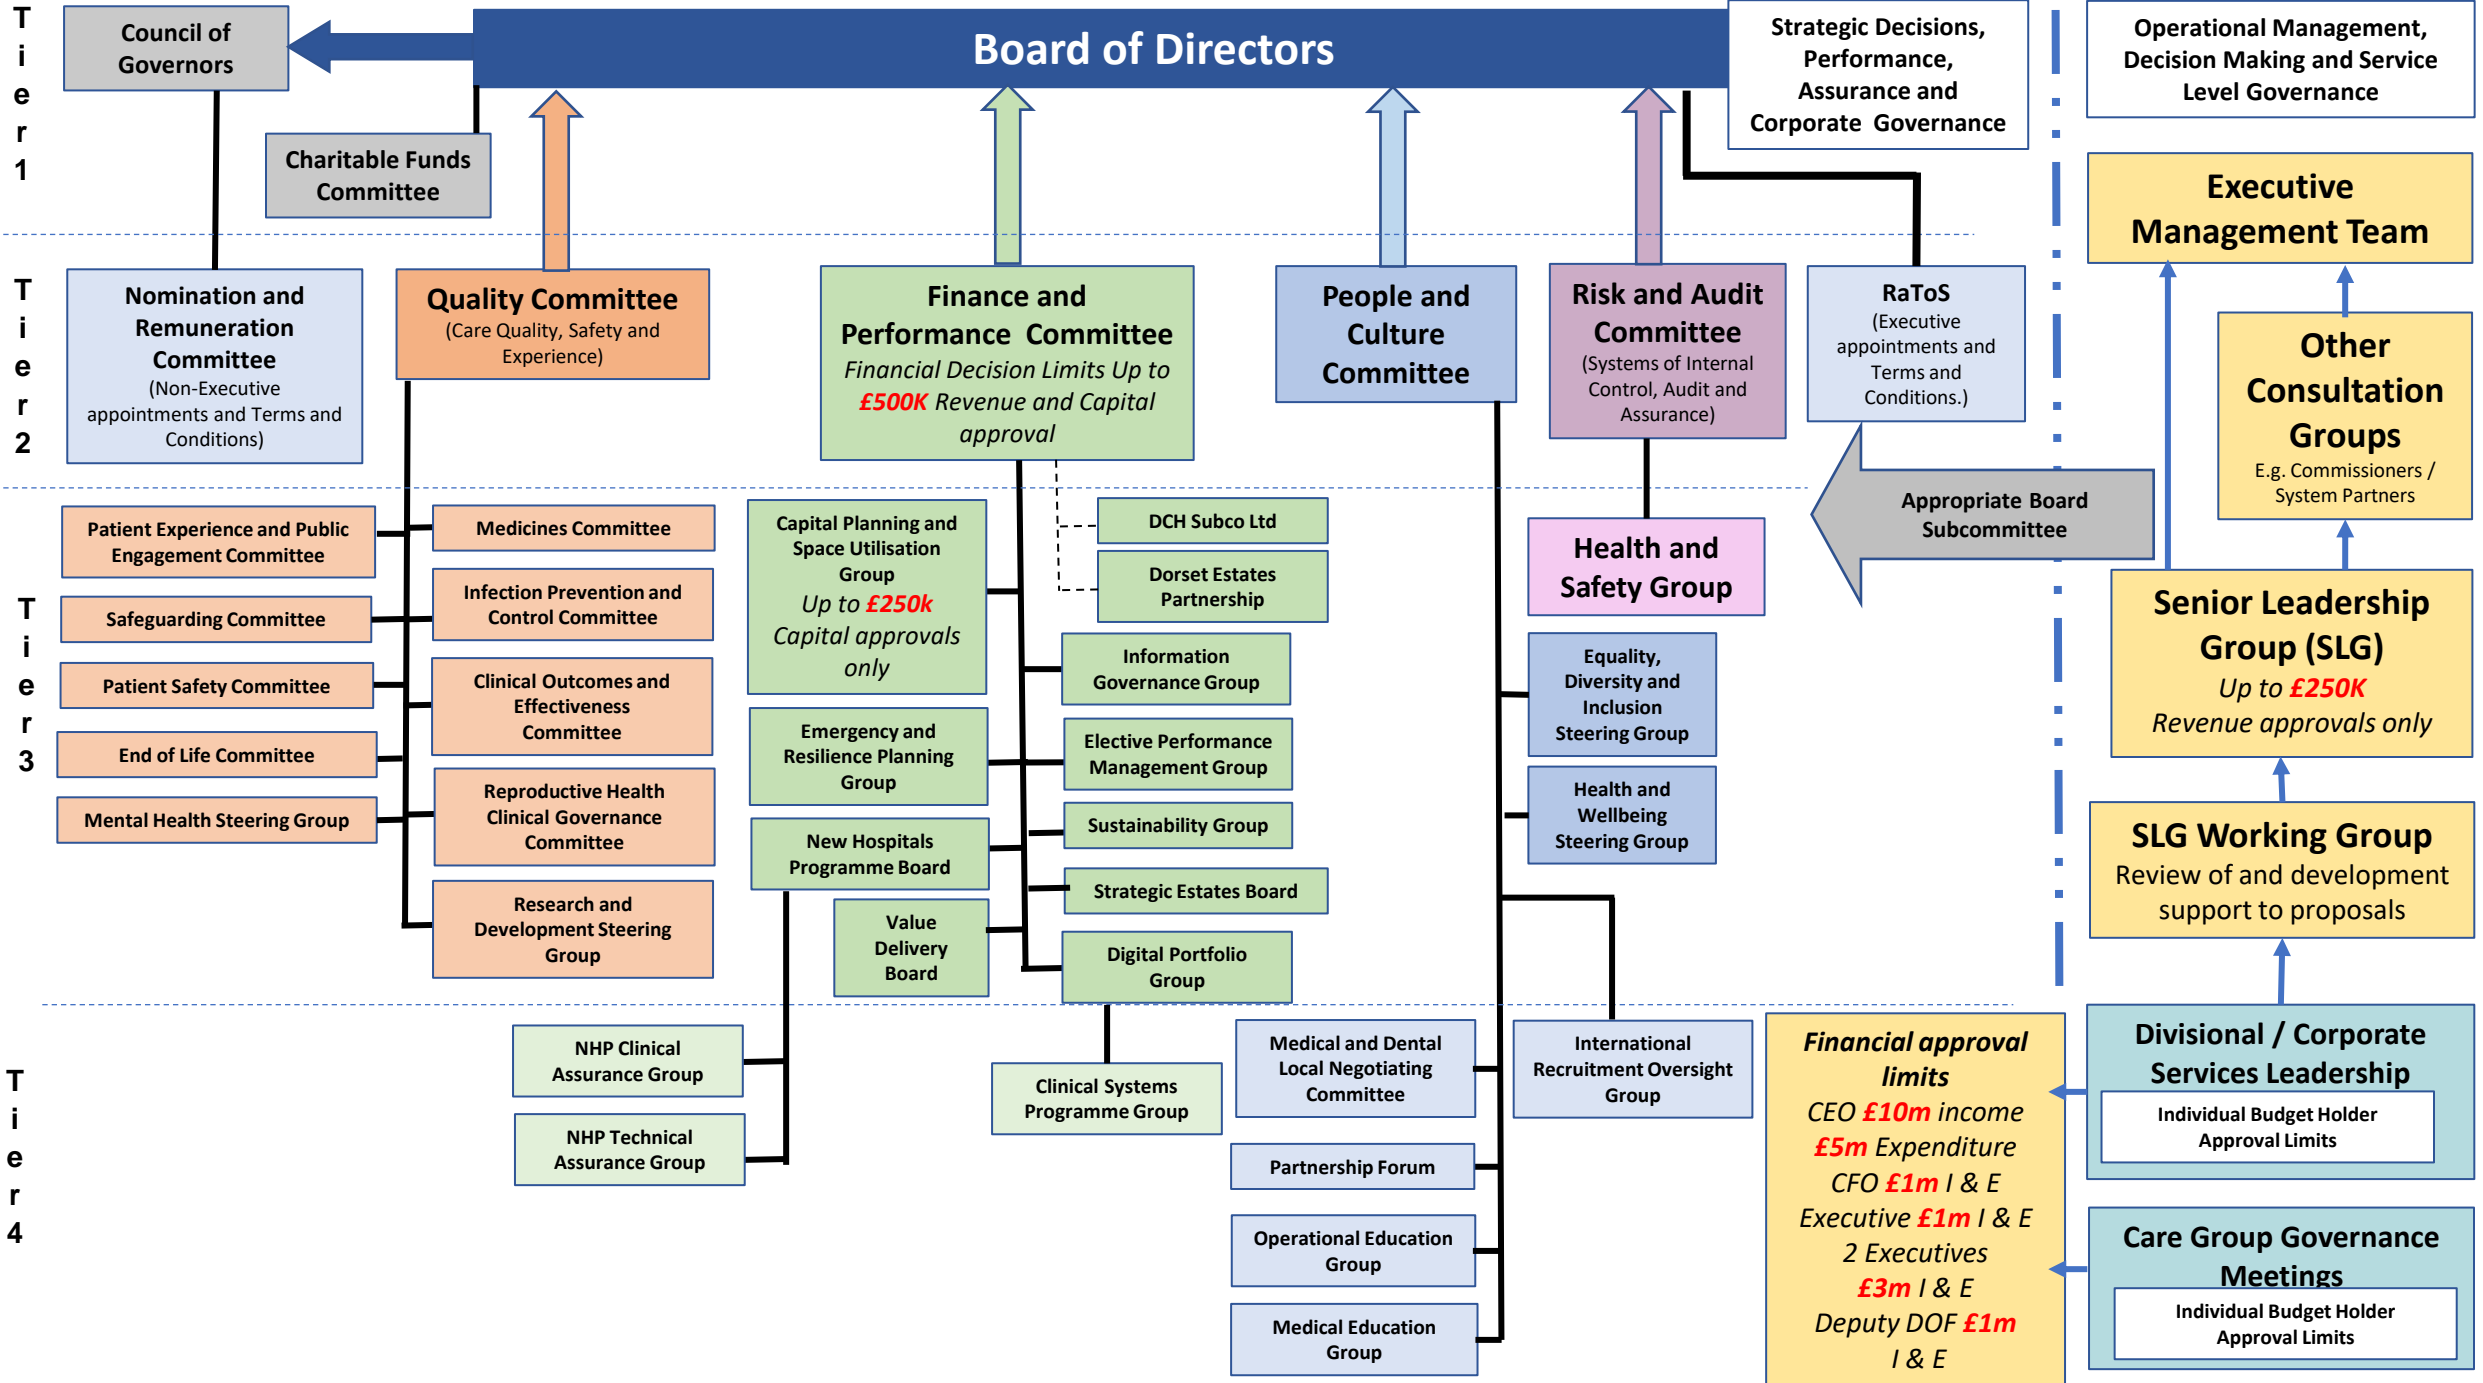 T
i
e
r
1
Council of
Governors
Board of Directors
Strategic Decisions,
Performance,
Assurance and
Corporate Governance
Operational Management,
Decision Making and Service
Level Governance
Charitable Funds
Committee
Executive
Management Team
T
i
e
r
2
Nomination and
Remuneration
Committee
(Non-Executive
appointments and Terms and
Conditions)
Quality Committee
(Care Quality, Safety and
Experience)
Finance and
Performance Committee
Financial Decision Limits Up to
£500K Revenue and Capital
approval
People and
Culture
Committee
Risk and Audit
Committee
(Systems of Internal
Control, Audit and
Assurance)
RaToS
(Executive
appointments and
Terms and
Conditions.)
Other
Consultation
Groups
E.g. Commissioners /
System Partners
Appropriate Board
Subcommittee
T
i
e
r
3
Patient Experience and Public
Engagement Committee
Safeguarding Committee
Patient Safety Committee
End of Life Committee
Mental Health Steering Group
Medicines Committee
Infection Prevention and
Control Committee
Clinical Outcomes and
Effectiveness
Committee
Reproductive Health
Clinical Governance
Committee
Research and
Development Steering
Group
Capital Planning and
Space Utilisation
Group
Up to £250k
Capital approvals
only
Emergency and
Resilience Planning
Group
New Hospitals
Programme Board
Value
Delivery
Board
DCH Subco Ltd
Dorset Estates
Partnership
Information
Governance Group
Elective Performance
Management Group
Sustainability Group
Strategic Estates Board
Digital Portfolio
Group
Health and
Safety Group
Equality,
Diversity and
Inclusion
Steering Group
Health and
Wellbeing
Steering Group
Senior Leadership
Group (SLG)
Up to £250K
Revenue approvals only
SLG Working Group
Review of and development
support to proposals
T
i
e
r
4
NHP Clinical
Assurance Group
NHP Technical
Assurance Group
Clinical Systems
Programme Group
Medical and Dental
Local Negotiating
Committee
Partnership Forum
Operational Education
Group
Medical Education
Group
International
Recruitment Oversight
Group
Financial approval
limits
CEO £10m income
£5m Expenditure
CFO £1m I & E
Executive £1m I & E
2 Executives
£3m I & E
Deputy DOF £1m
I & E
Divisional / Corporate
Services Leadership
Individual Budget Holder
Approval Limits
Care Group Governance
Meetings
Individual Budget Holder
Approval Limits